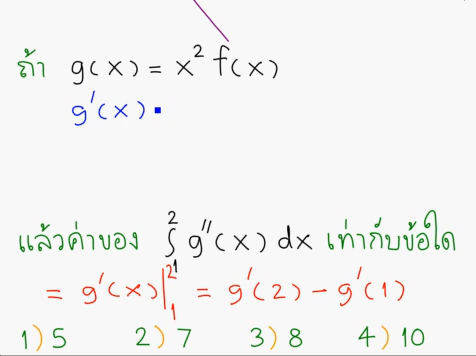 ถ้า g(x) = x² f(x)
g′(x)
แล้วค่าของ ∫₁² g″(x) dx เท่ากับข้อใด
= g′(x)|₁² = g′(2) − g′(1)
1) 5 2) 7 3) 8 4) 10